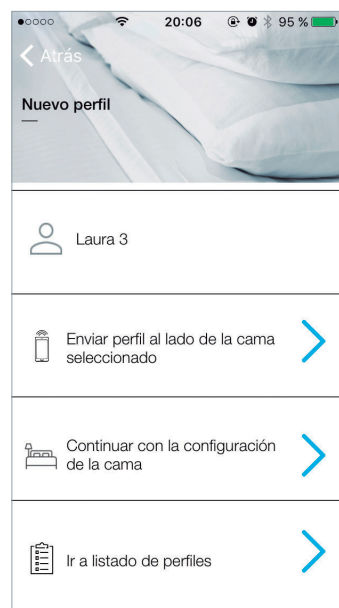 20:06 95 %
Atrás
Nuevo perfil
Laura 3
Enviar perfil al lado de la cama
seleccionado
Continuar con la configuración
de la cama
Ir a listado de perfiles